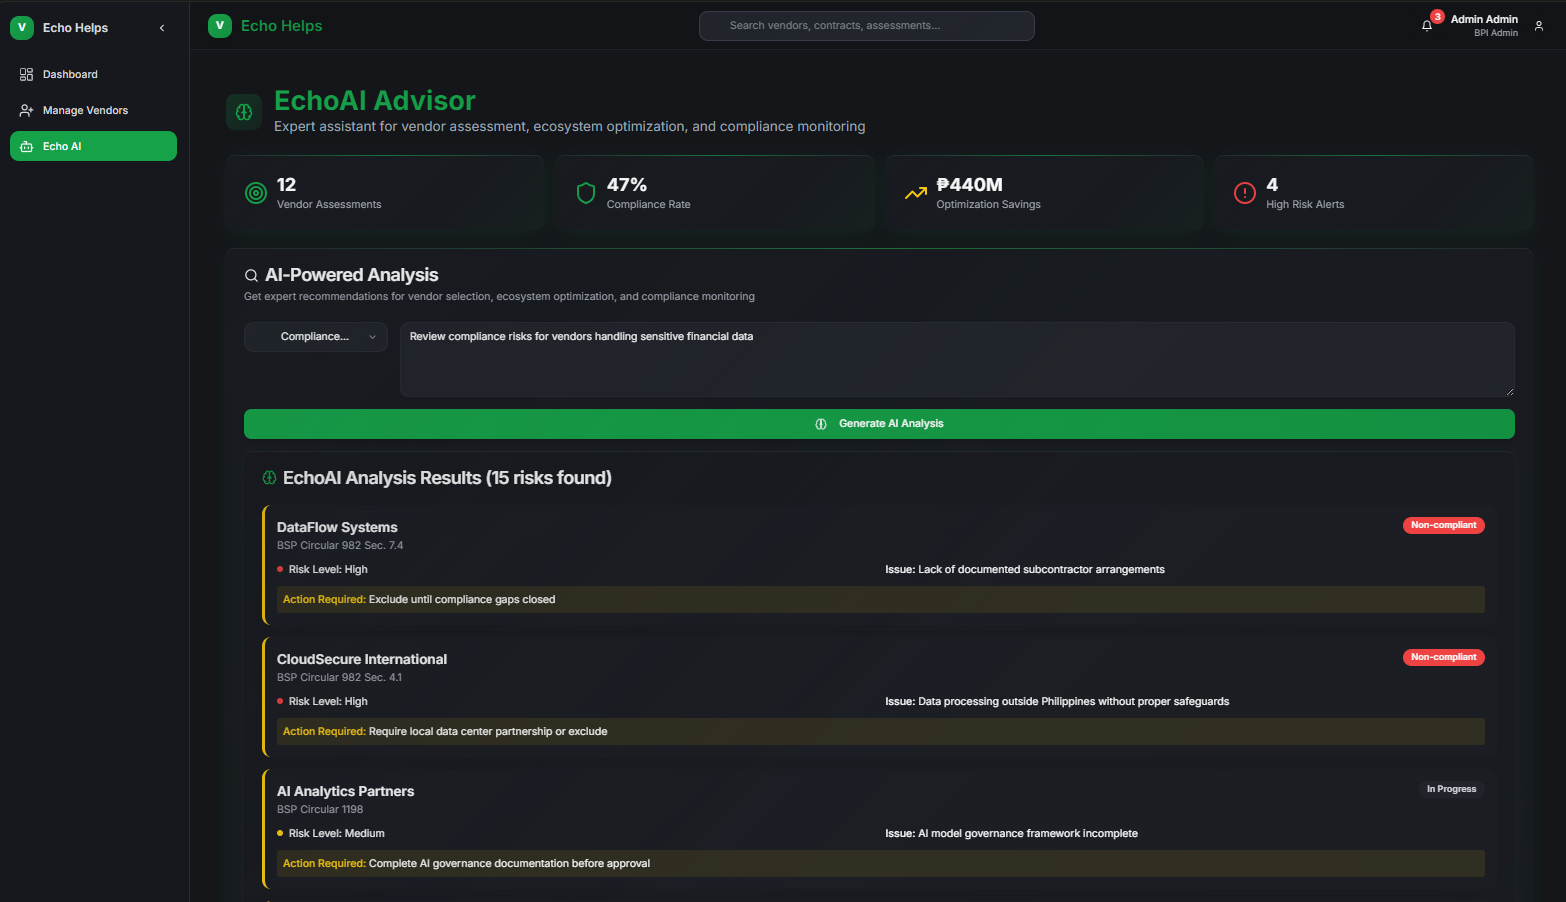 V Echo Helps
Dashboard
Manage Vendors
Echo AI
V Echo Helps
Search vendors, contracts, assessments...
3
Admin Admin
BPI Admin
EchoAI Advisor
Expert assistant for vendor assessment, ecosystem optimization, and compliance monitoring
12
Vendor Assessments
47%
Compliance Rate
₱440M
Optimization Savings
4
High Risk Alerts
AI-Powered Analysis
Get expert recommendations for vendor selection, ecosystem optimization, and compliance monitoring
Compliance...
Review compliance risks for vendors handling sensitive financial data
Generate AI Analysis
EchoAI Analysis Results (15 risks found)
DataFlow Systems
Non-compliant
BSP Circular 982 Sec. 7.4
Risk Level: High
Issue: Lack of documented subcontractor arrangements
Action Required: Exclude until compliance gaps closed
CloudSecure International
Non-compliant
BSP Circular 982 Sec. 4.1
Risk Level: High
Issue: Data processing outside Philippines without proper safeguards
Action Required: Require local data center partnership or exclude
AI Analytics Partners
In Progress
BSP Circular 1198
Risk Level: Medium
Issue: AI model governance framework incomplete
Action Required: Complete AI governance documentation before approval